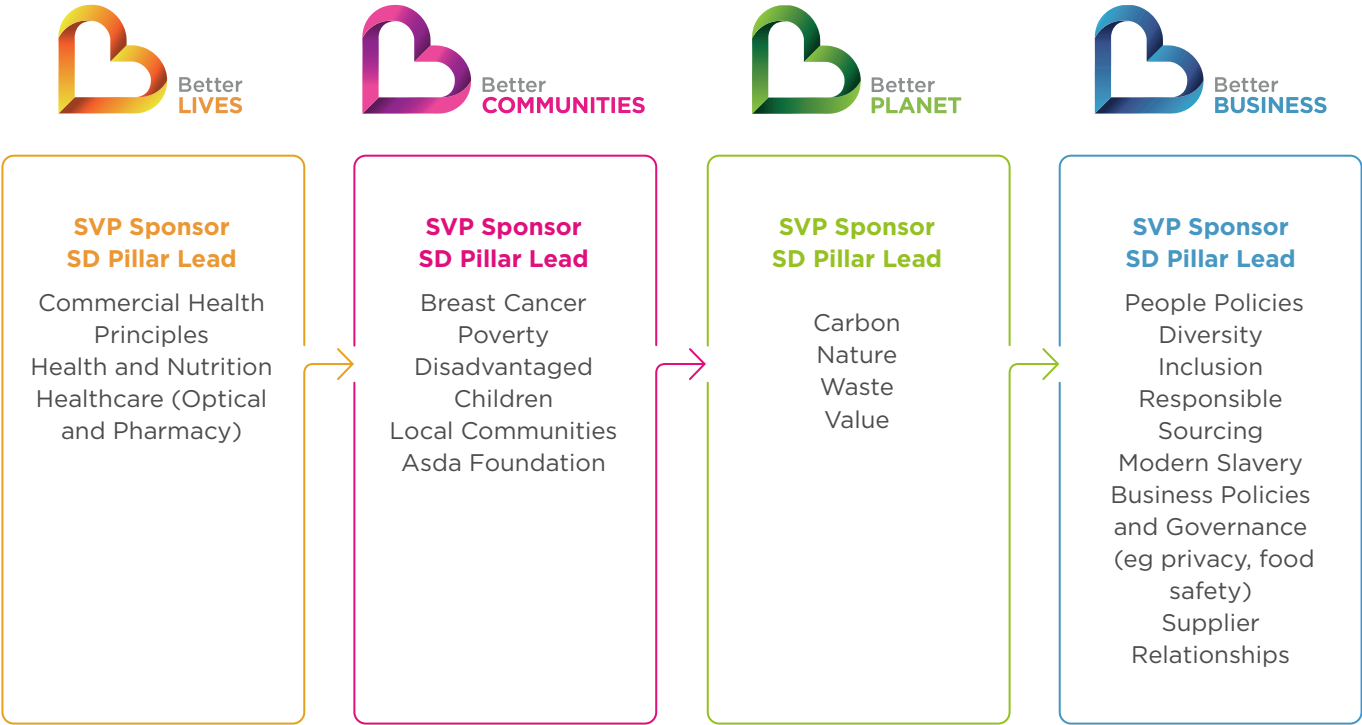 Better
LIVES
SVP Sponsor
SD Pillar Lead
Commercial Health
Principles
Health and Nutrition
Healthcare (Optical
and Pharmacy)
Better
COMMUNITIES
SVP Sponsor
SD Pillar Lead
Breast Cancer
Poverty
Disadvantaged
Children
Local Communities
Asda Foundation
Better
PLANET
SVP Sponsor
SD Pillar Lead
Carbon
Nature
Waste
Value
Better
BUSINESS
SVP Sponsor
SD Pillar Lead
People Policies
Diversity
Inclusion
Responsible
Sourcing
Modern Slavery
Business Policies
and Governance
(eg privacy, food
safety)
Supplier
Relationships